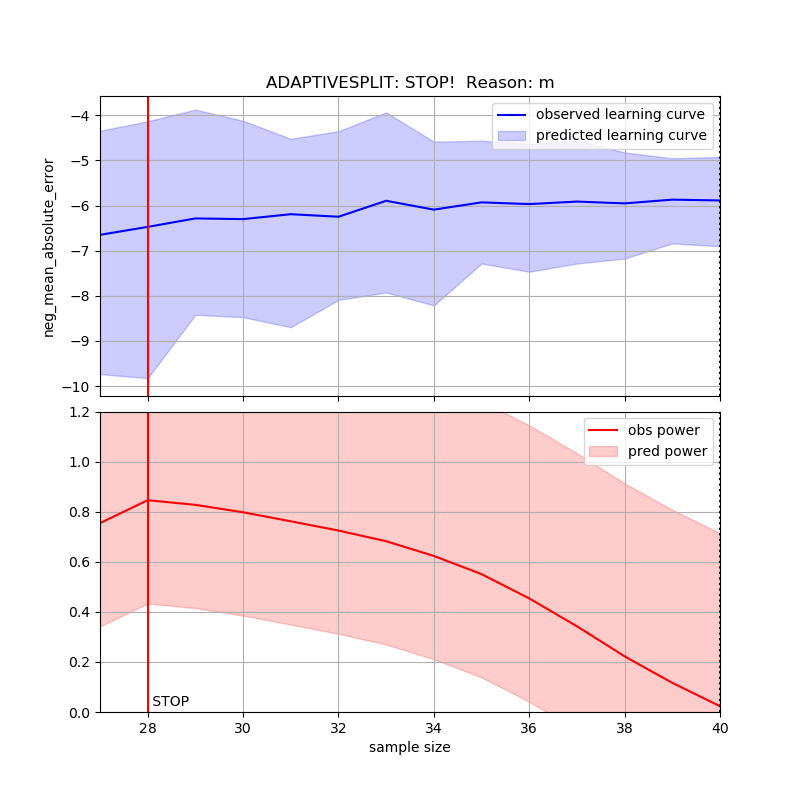 ADAPTIVESPLIT: STOP!  Reason: m
observed learning curve
predicted learning curve
neg_mean_absolute_error
−4
−5
−6
−7
−8
−9
−10
obs power
pred power
1.2
1.0
0.8
0.6
0.4
0.2
0.0
STOP
28
30
32
34
36
38
40
sample size